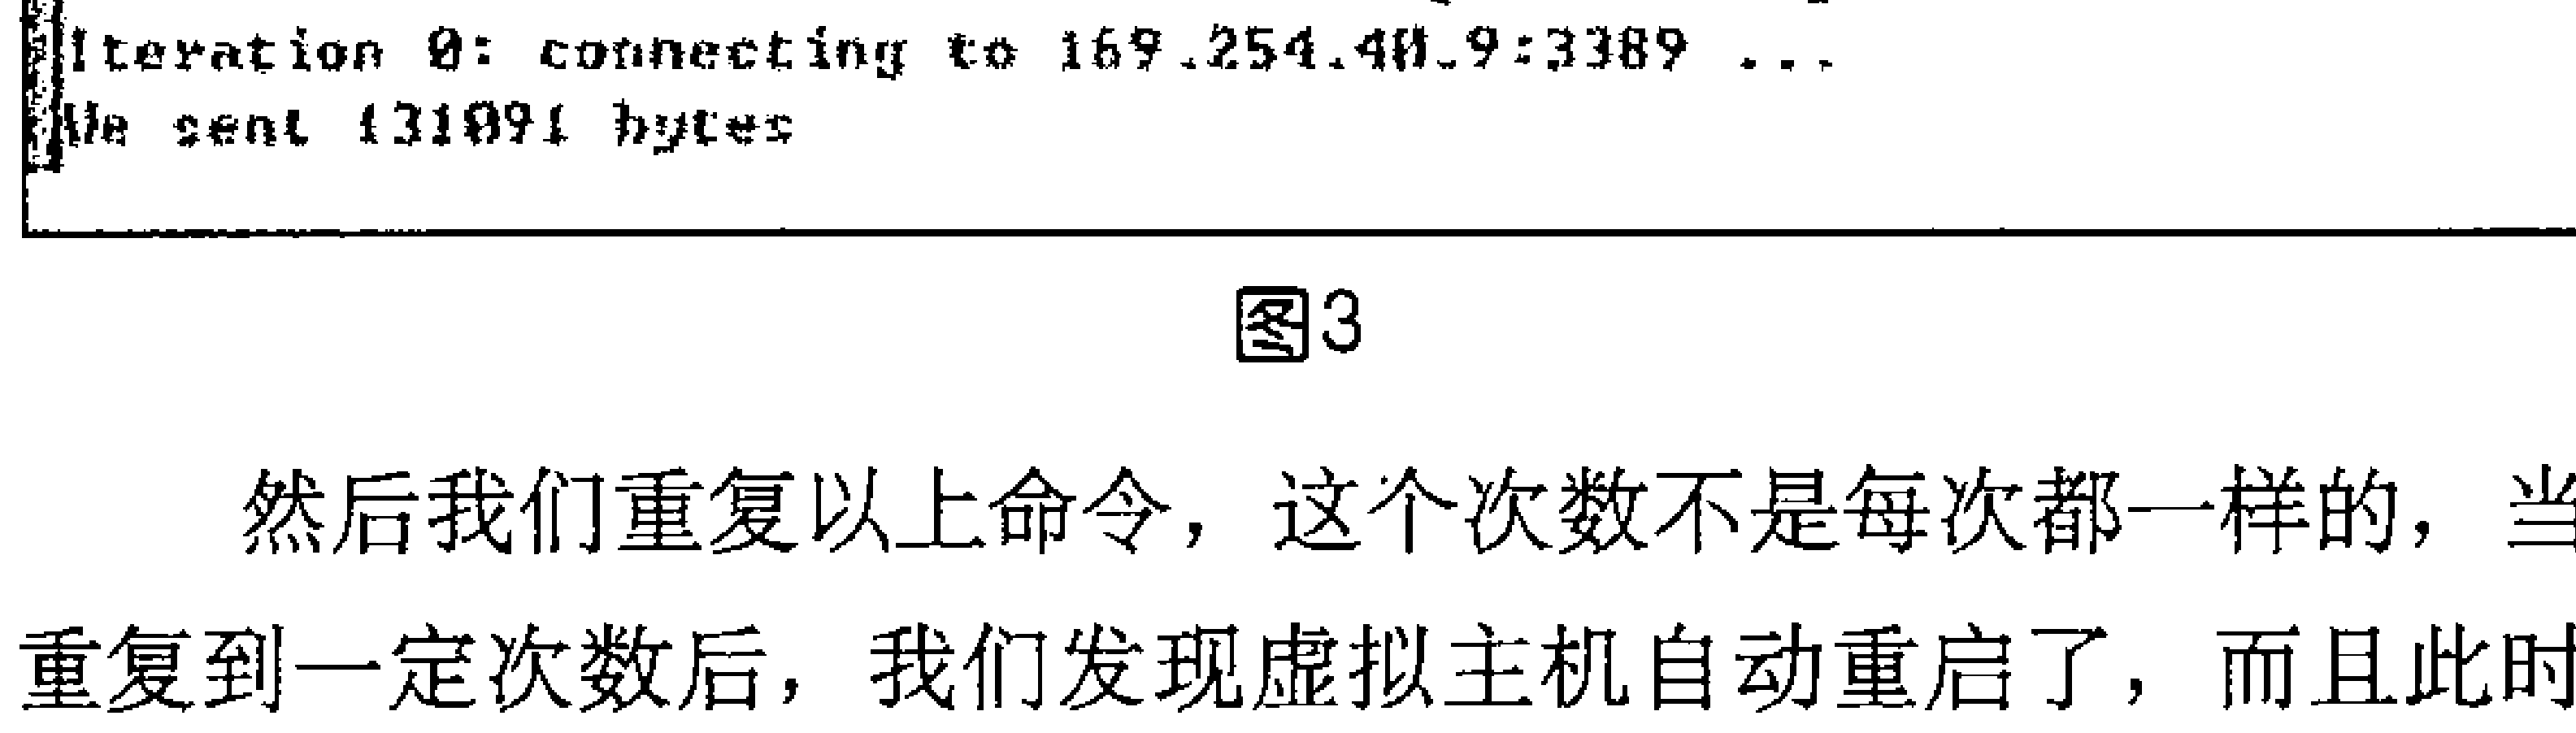 Iteration 0: connecting to 169.254.40.9:3389 ...
We sent 131091 bytes
图3
然后我们重复以上命令，这个次数不是每次都一样的，当
重复到一定次数后，我们发现虚拟主机自动重启了，而且此时